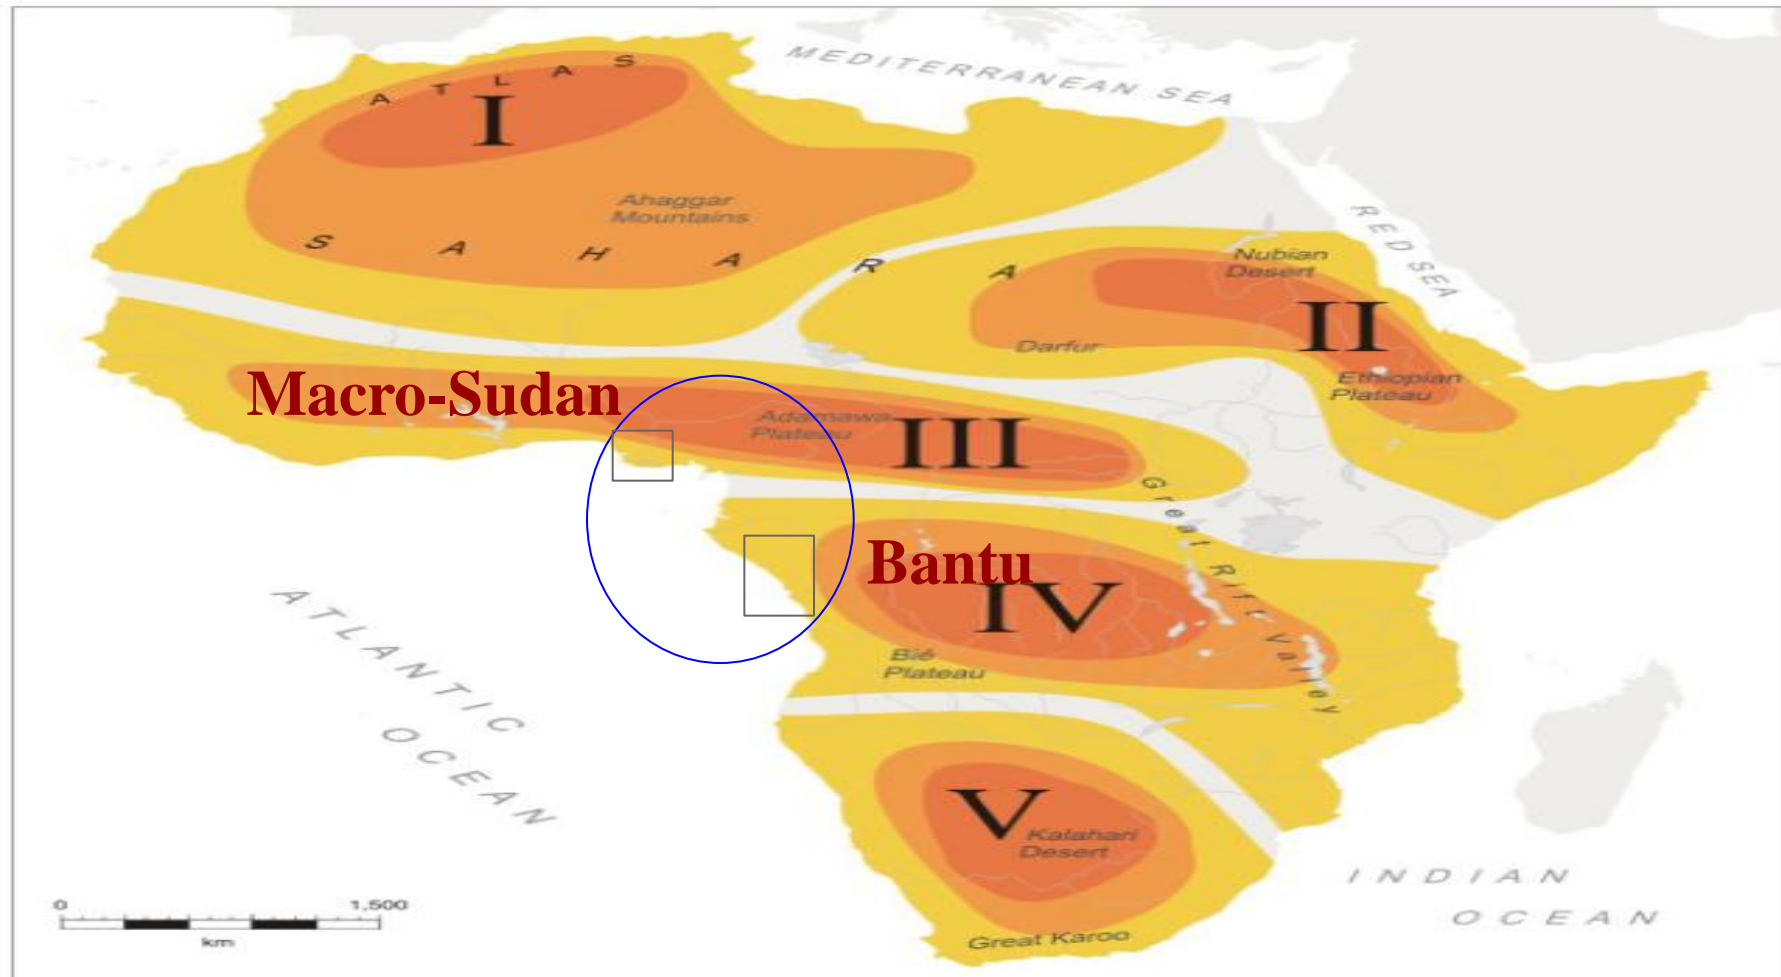 MEDITERRANEAN SEA
ATLAS
I
Ahaggar
Mountains
SAHARA
RED SEA
Nubian
Desert
II
Darfur
Ethiopian
Plateau
Macro-Sudan
Adamawa
Plateau
III
Great Rift Valley
Bantu
IV
Bié
Plateau
ATLANTIC
OCEAN
V
Kalahari
Desert
Great Karoo
INDIAN
OCEAN
0 1,500
km